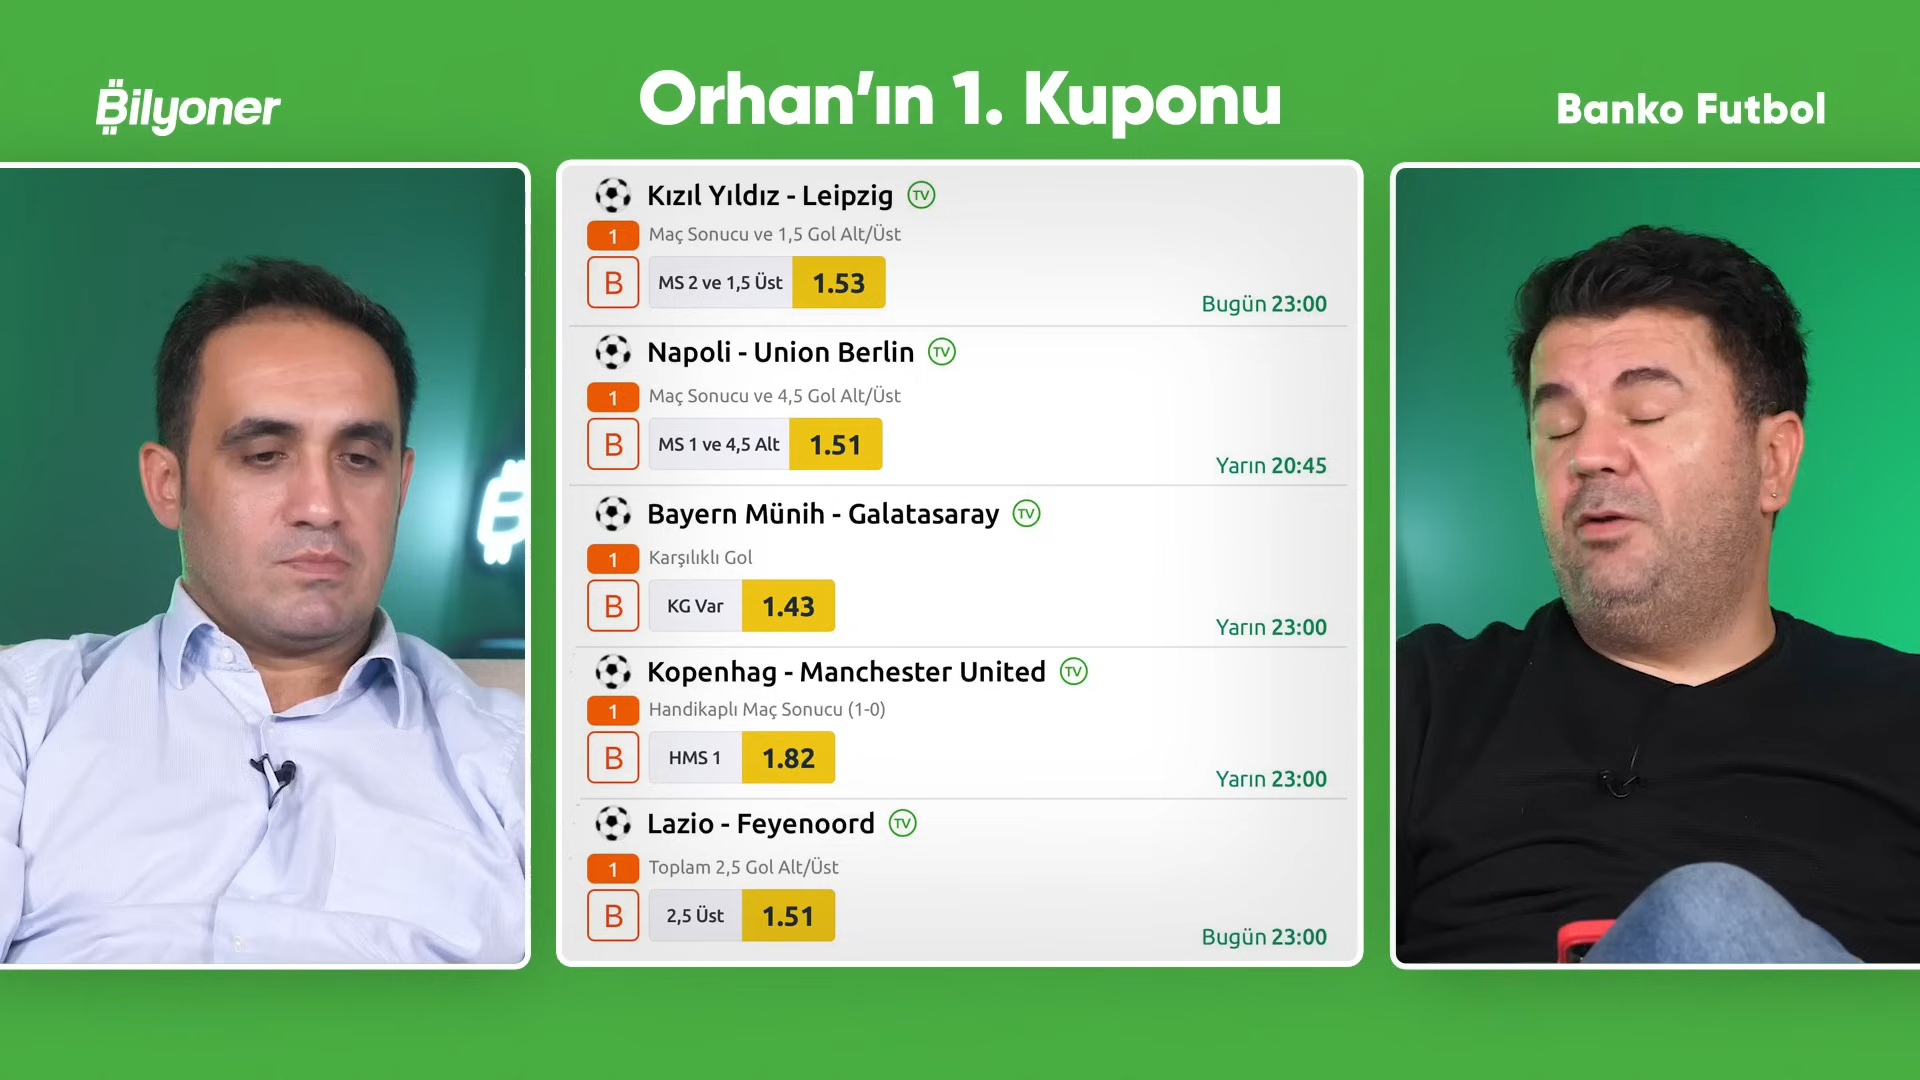 Bilyoner
Orhan'ın 1. Kuponu
Banko Futbol
Kızıl Yıldız - Leipzig TV
1 Maç Sonucu ve 1,5 Gol Alt/Üst
B MS 2 ve 1,5 Üst 1.53
Bugün 23:00
Napoli - Union Berlin TV
1 Maç Sonucu ve 4,5 Gol Alt/Üst
B MS 1 ve 4,5 Alt 1.51
Yarın 20:45
Bayern Münih - Galatasaray TV
1 Karşılıklı Gol
B KG Var 1.43
Yarın 23:00
Kopenhag - Manchester United TV
1 Handikaplı Maç Sonucu (1-0)
B HMS 1 1.82
Yarın 23:00
Lazio - Feyenoord TV
1 Toplam 2,5 Gol Alt/Üst
B 2,5 Üst 1.51
Bugün 23:00